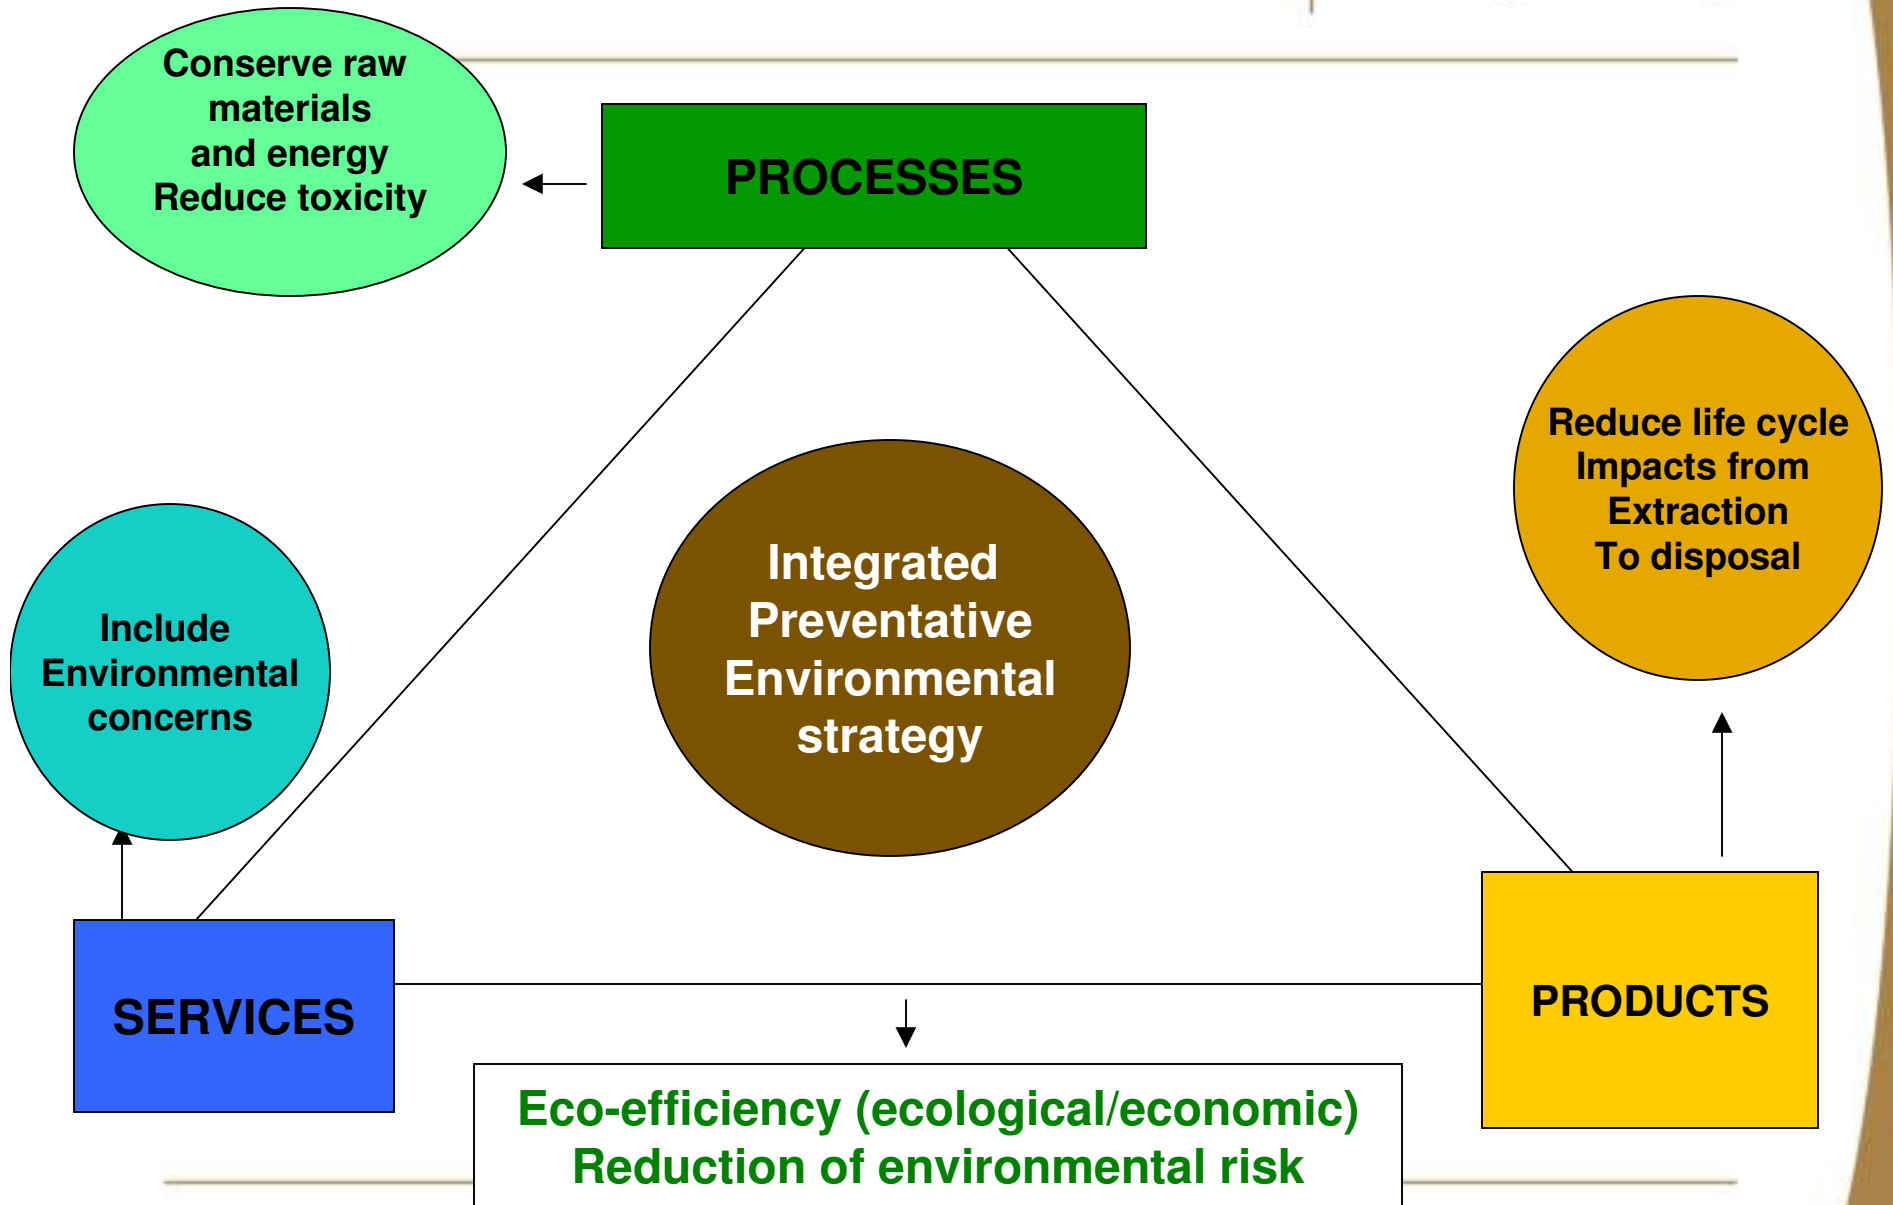 Conserve raw
materials
and energy
Reduce toxicity
PROCESSES
Reduce life cycle
Impacts from
Extraction
To disposal
Integrated
Preventative
Environmental
strategy
Include
Environmental
concerns
SERVICES
PRODUCTS
Eco-efficiency (ecological/economic)
Reduction of environmental risk